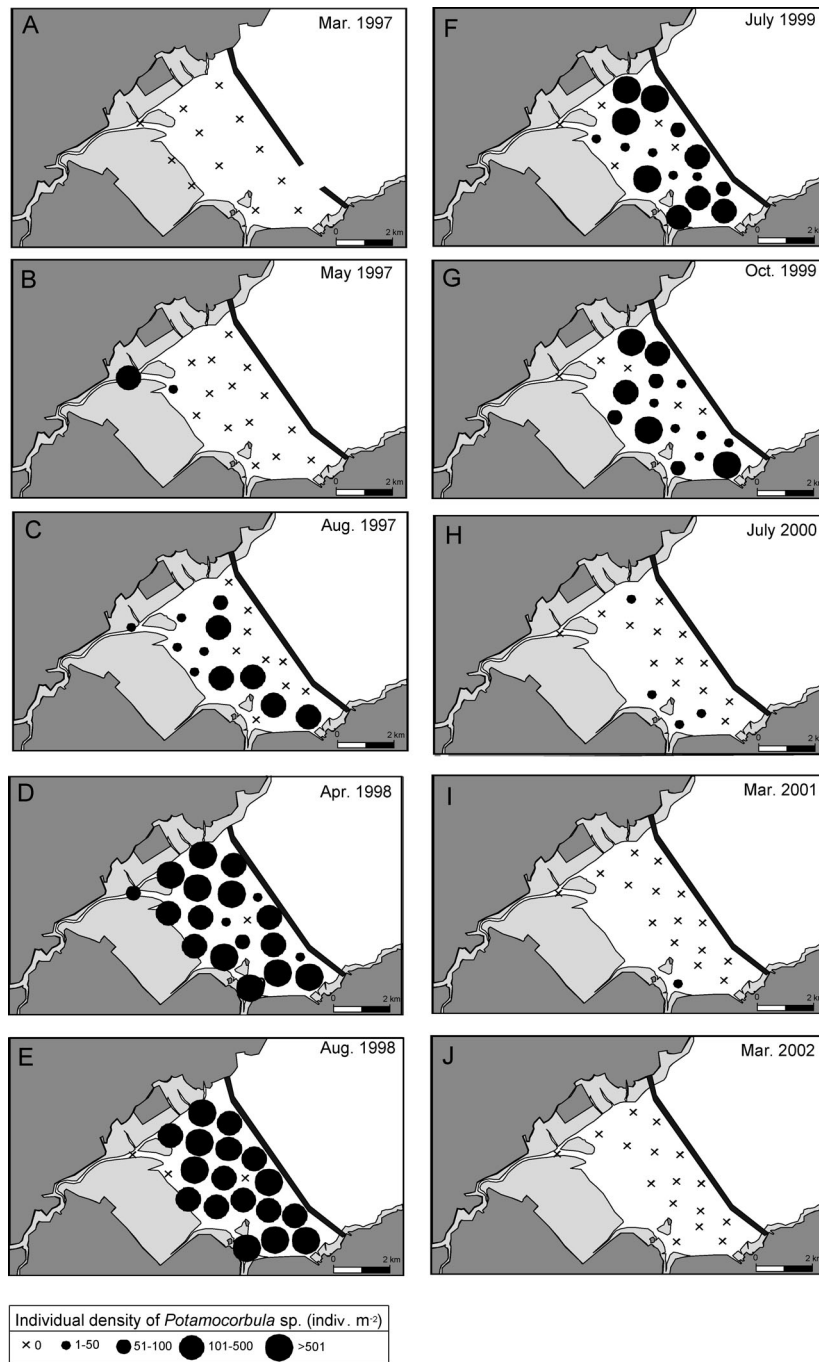 A
Mar. 1997
0 2 km
B
May 1997
0 2 km
C
Aug. 1997
0 2 km
D
Apr. 1998
0 2 km
E
Aug. 1998
0 2 km
F
July 1999
0 2 km
G
Oct. 1999
0 2 km
H
July 2000
0 2 km
I
Mar. 2001
0 2 km
J
Mar. 2002
0 2 km
Individual density of Potamocorbula sp. (indiv. m⁻²)
× 0 1-50 51-100 101-500 >501